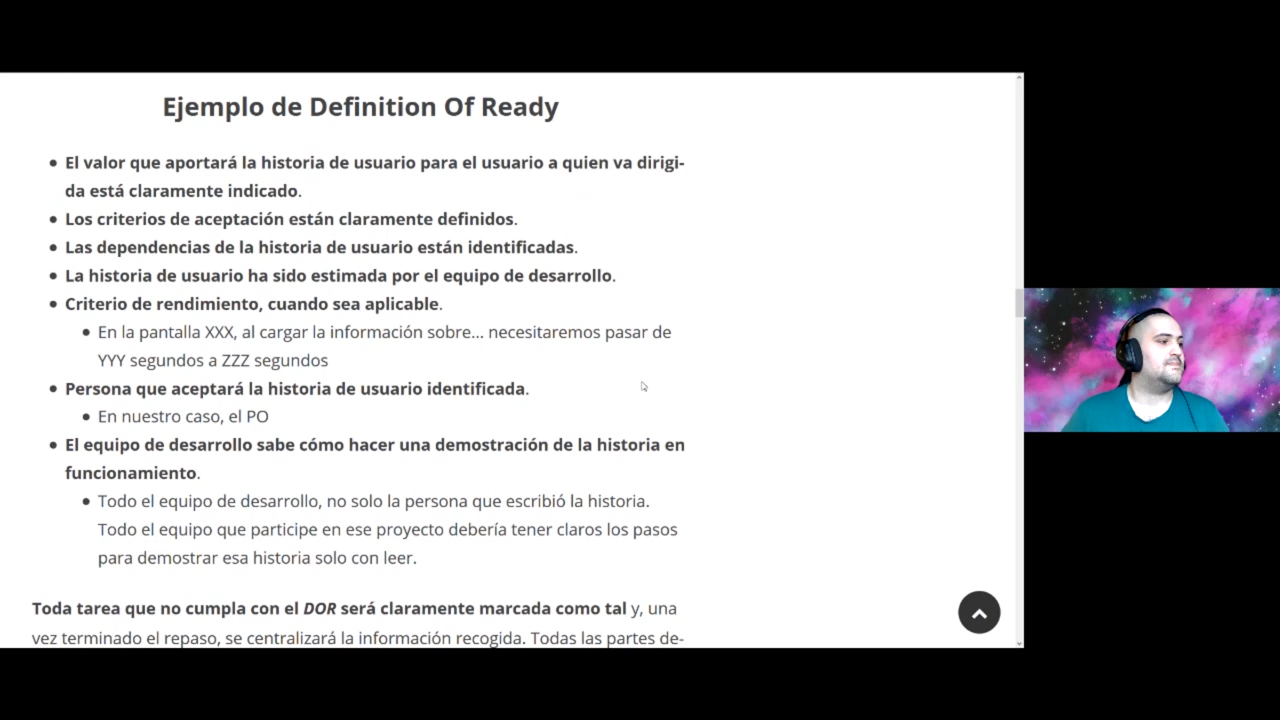 Ejemplo de Definition Of Ready
• El valor que aportará la historia de usuario para el usuario a quien va dirigi-
da está claramente indicado.
• Los criterios de aceptación están claramente definidos.
• Las dependencias de la historia de usuario están identificadas.
• La historia de usuario ha sido estimada por el equipo de desarrollo.
• Criterio de rendimiento, cuando sea aplicable.
• En la pantalla XXX, al cargar la información sobre... necesitaremos pasar de
YYY segundos a ZZZ segundos
• Persona que aceptará la historia de usuario identificada.
• En nuestro caso, el PO
• El equipo de desarrollo sabe cómo hacer una demostración de la historia en
funcionamiento.
• Todo el equipo de desarrollo, no solo la persona que escribió la historia.
Todo el equipo que participe en ese proyecto debería tener claros los pasos
para demostrar esa historia solo con leer.
Toda tarea que no cumpla con el DOR será claramente marcada como tal y, una
vez terminado el repaso, se centralizará la información recogida. Todas las partes de-